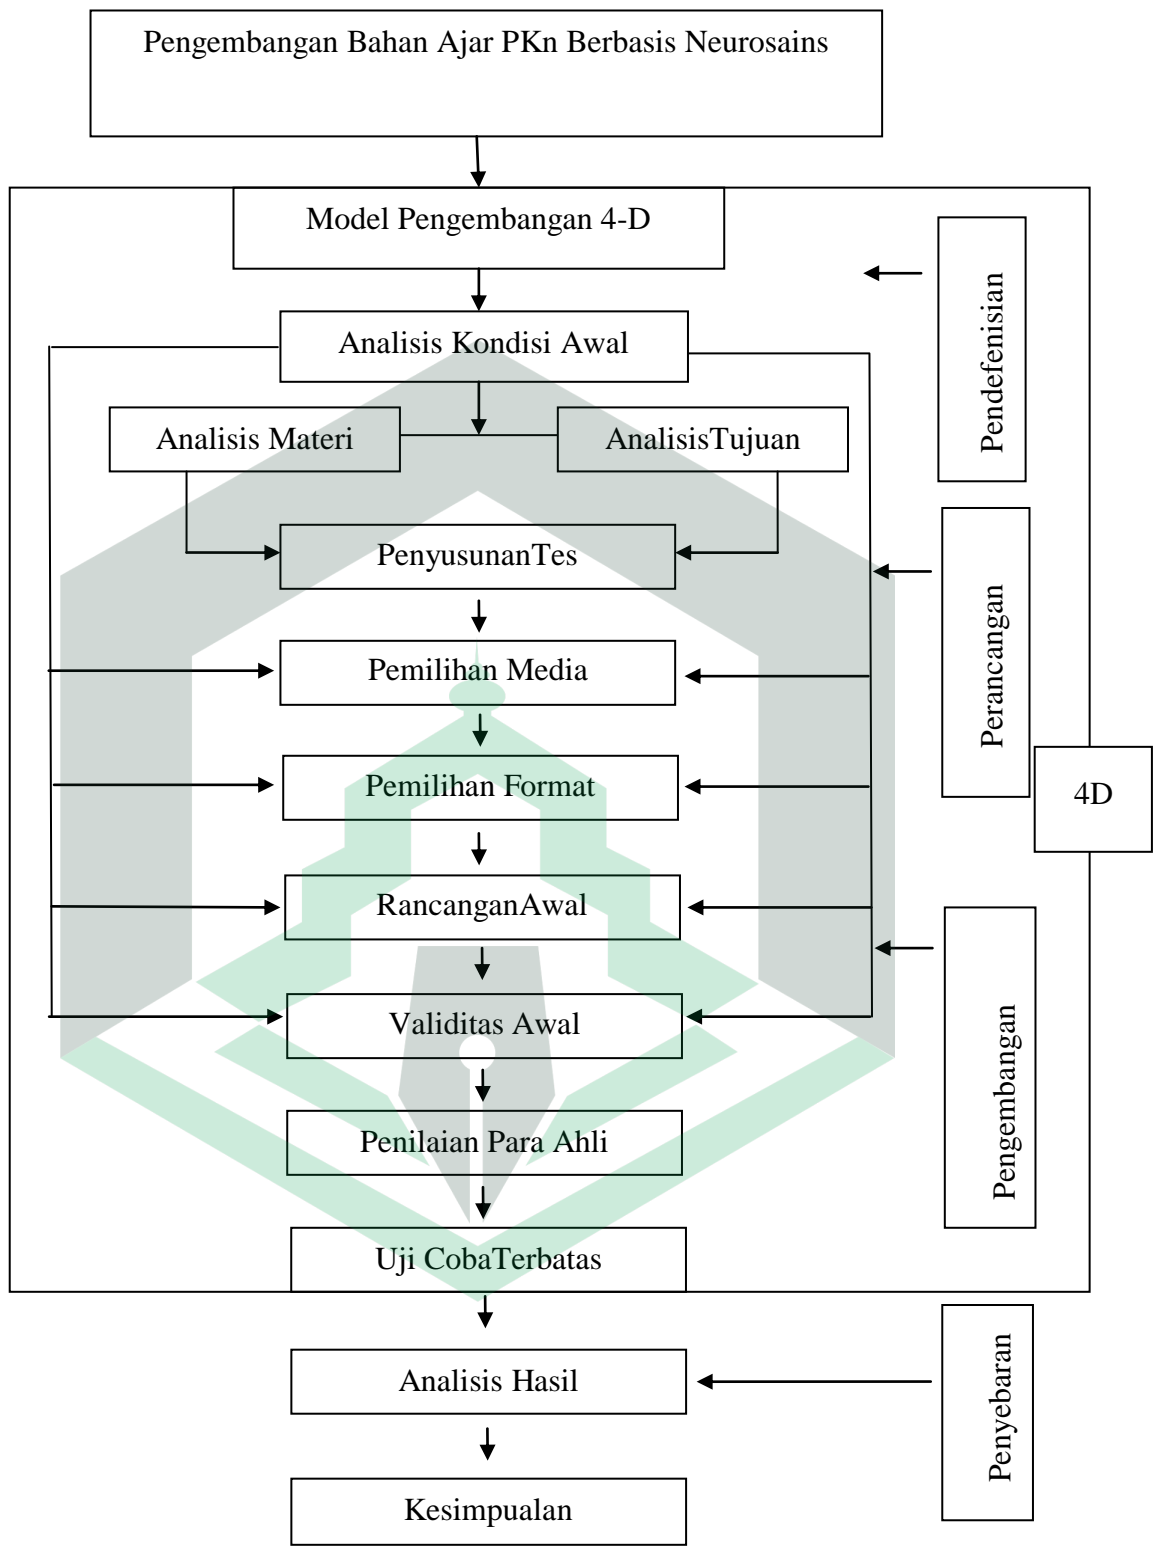 Pengembangan Bahan Ajar PKn Berbasis Neurosains
Model Pengembangan 4-D
Pendefenisian
Analisis Kondisi Awal
Analisis Materi
AnalisisTujuan
PenyusunanTes
Perancangan
Pemilihan Media
Pemilihan Format
4D
RancanganAwal
Validitas Awal
Pengembangan
Penilaian Para Ahli
Uji CobaTerbatas
Analisis Hasil
Penyebaran
Kesimpualan